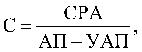 С = СРА / (АП – УАП),